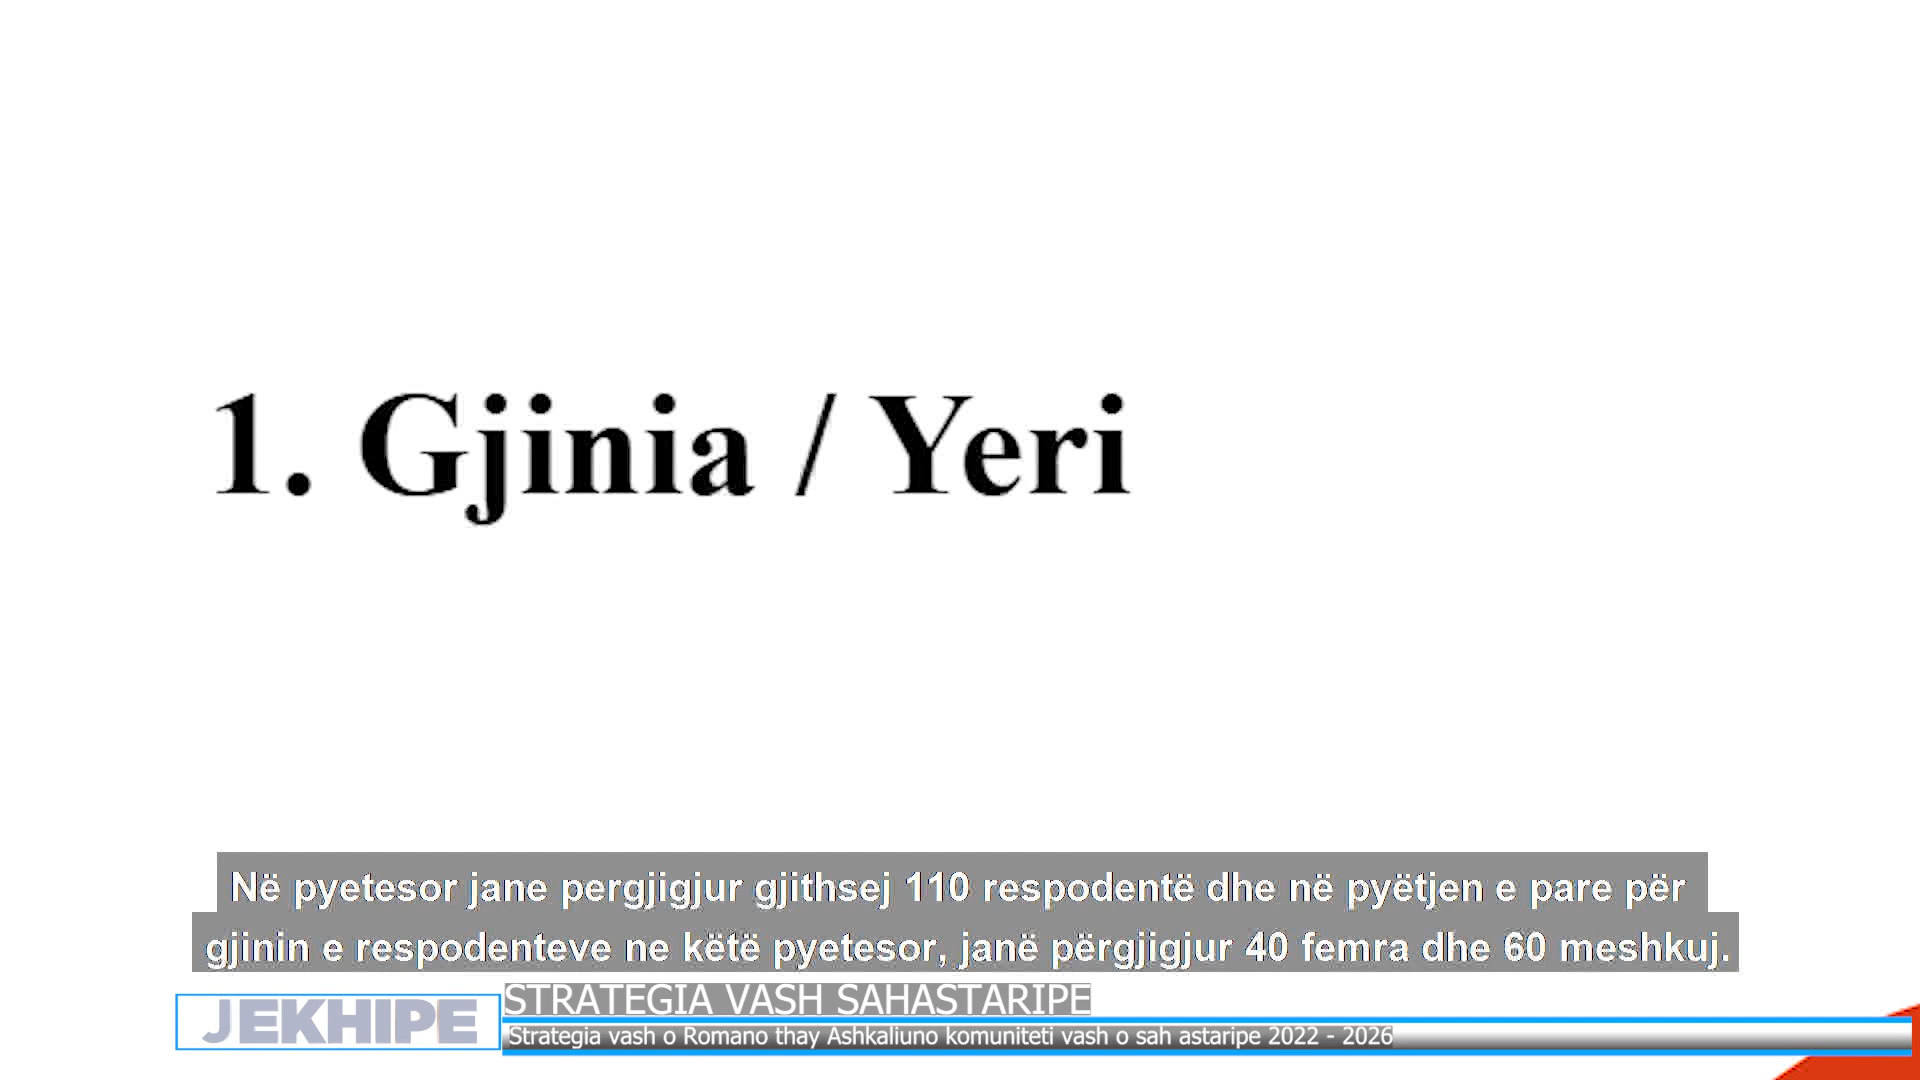 1. Gjinia / Yeri
Në pyetesor jane pergjigjur gjithsej 110 respodentë dhe në pyëtjen e pare për
gjinin e respodenteve ne këtë pyetesor, janë përgjigjur 40 femra dhe 60 meshkuj.
JEKHIPE
STRATEGIA VASH SAHASTARIPE
Strategia vash o Romano thay Ashkaliuno komuniteti vash o sah astaripe 2022 - 2026